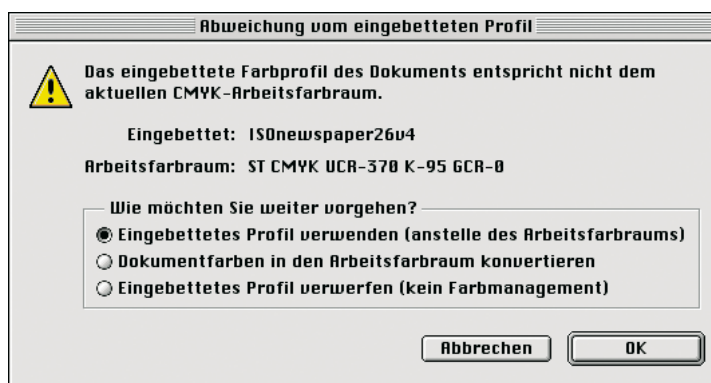 Abweichung vom eingebetteten Profil
Das eingebettete Farbprofil des Dokuments entspricht nicht dem
aktuellen CMYK-Arbeitsfarbraum.
Eingebettet: ISOnewspaper26v4
Arbeitsfarbraum: ST CMYK UCR-370 K-95 GCR-0
Wie möchten Sie weiter vorgehen?
Eingebettetes Profil verwenden (anstelle des Arbeitsfarbraums)
Dokumentfarben in den Arbeitsfarbraum konvertieren
Eingebettetes Profil verwerfen (kein Farbmanagement)
Abbrechen OK